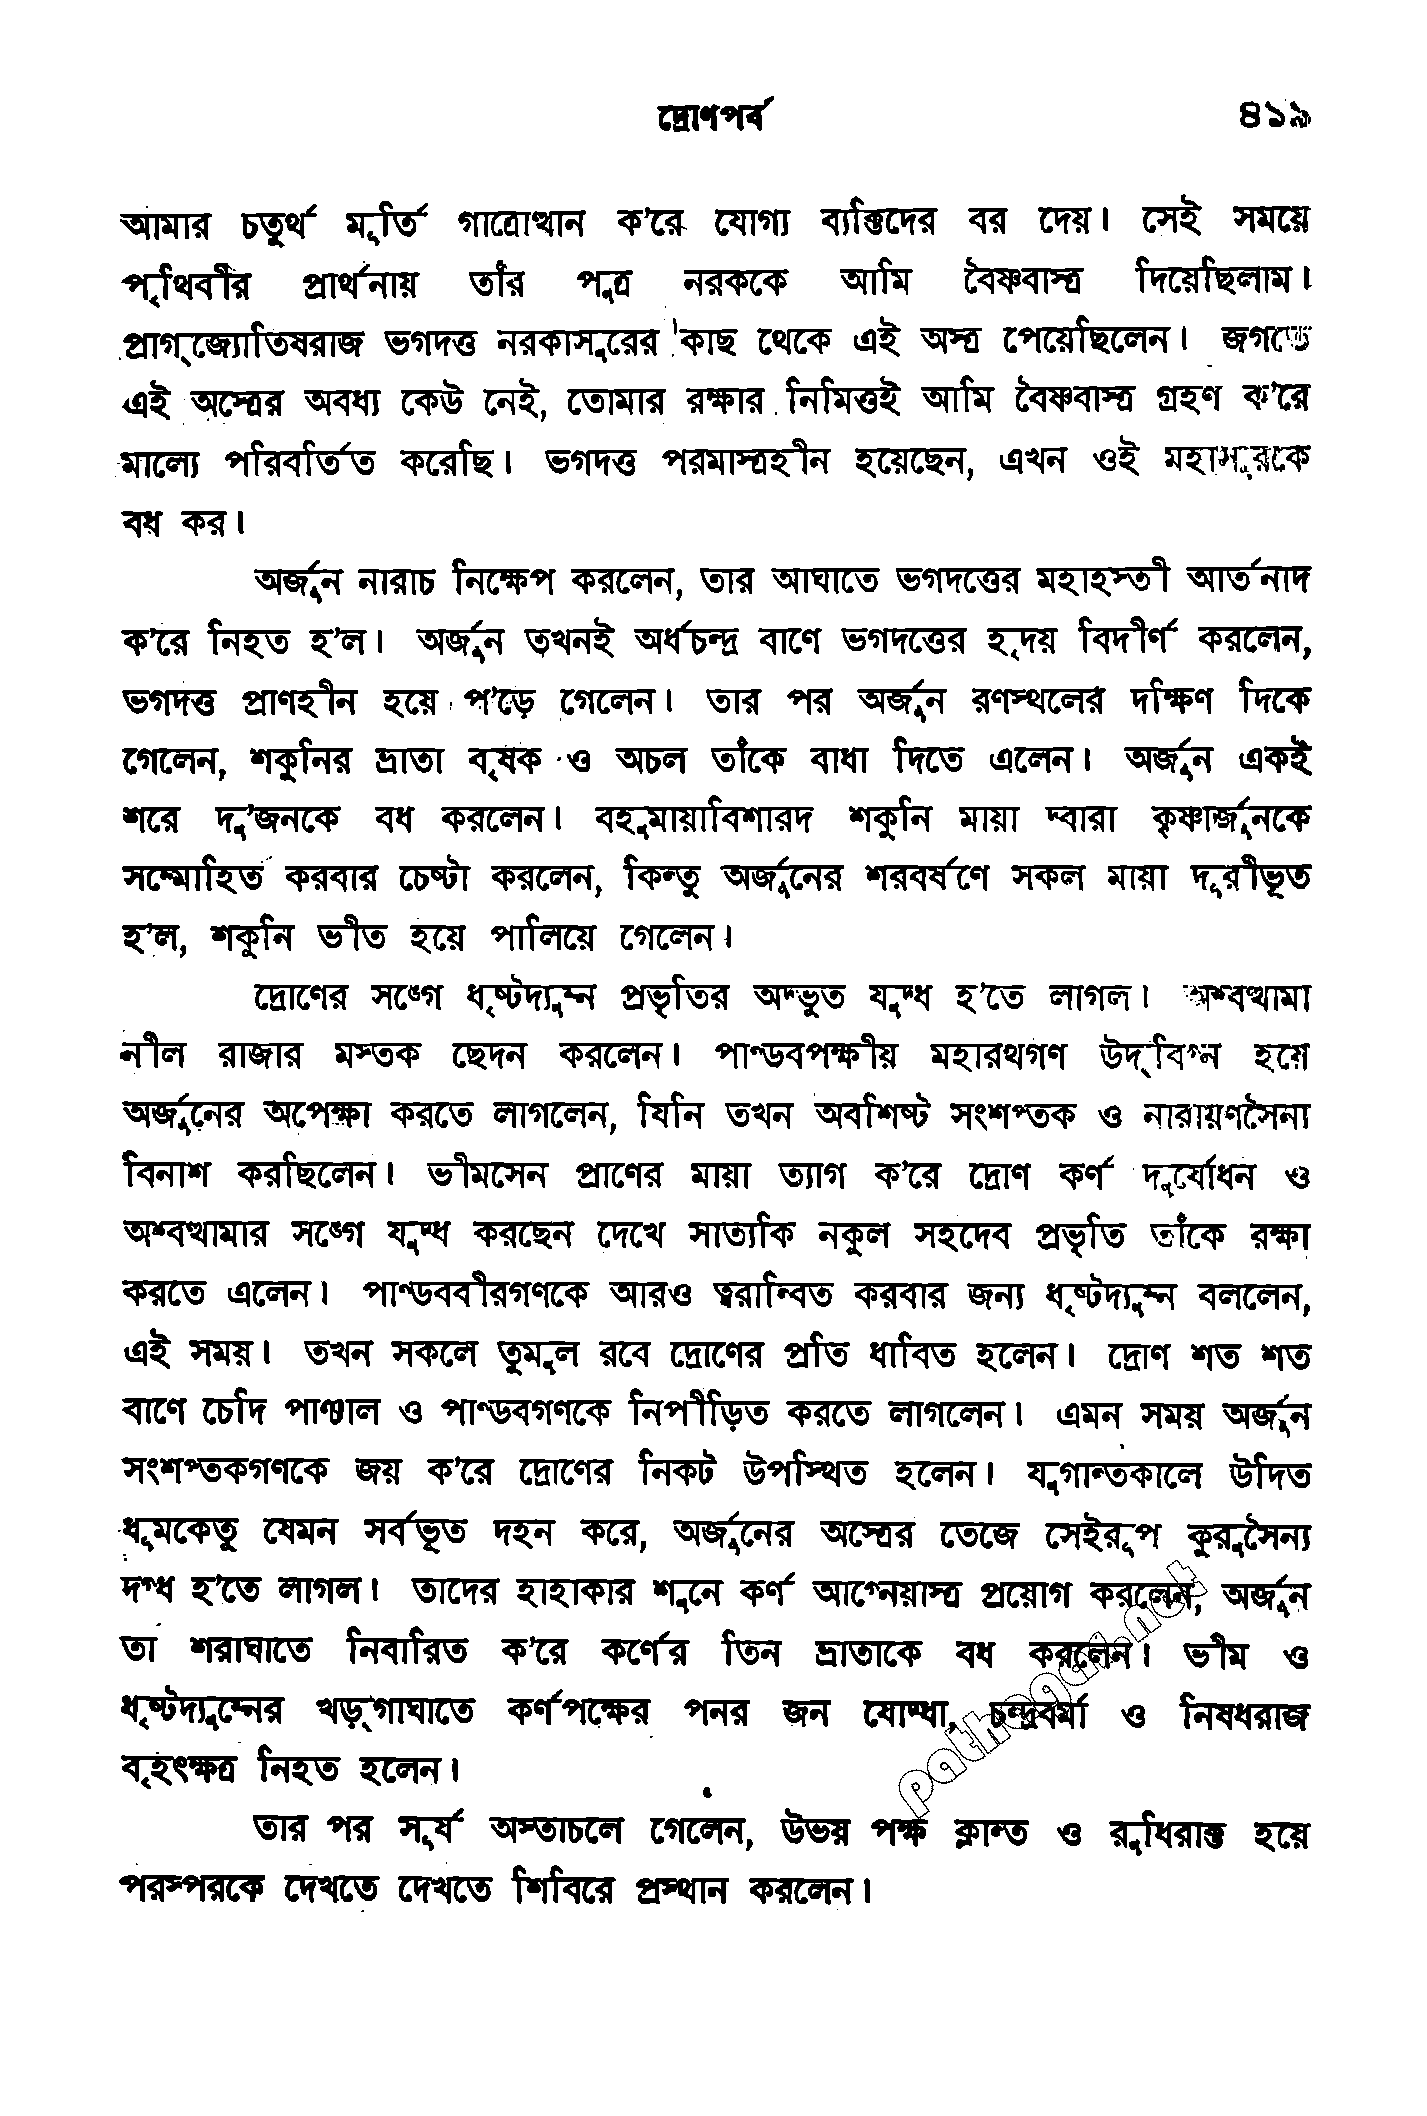 দ্রোণপর্ব ৪১৯
আমার চতুর্থ মূর্তি গাত্রোত্থান ক'রে যোগ্য ব্যক্তিদের বর দেয়। সেই সময়ে
পৃথিবীর প্রার্থনায় তাঁর পুত্র নরককে আমি বৈষ্ণবাস্ত্র দিয়েছিলাম।
প্রাগ্‌জ্যোতিষরাজ ভগদত্ত নরকাসুরের কাছ থেকে এই অস্ত্র পেয়েছিলেন। জগতে
এই অস্ত্রের অবধ্য কেউ নেই, তোমার রক্ষার নিমিত্তই আমি বৈষ্ণবাস্ত্র গ্রহণ ক'রে
মাল্যে পরিবর্তিত করেছি। ভগদত্ত পরমাস্ত্রহীন হয়েছেন, এখন ওই মহাসুরকে
বধ কর।
অর্জুন নারাচ নিক্ষেপ করলেন, তার আঘাতে ভগদত্তের মহাহস্তী আর্তনাদ
ক'রে নিহত হ'ল। অর্জুন তখনই অর্ধচন্দ্র বাণে ভগদত্তের হৃদয় বিদীর্ণ করলেন,
ভগদত্ত প্রাণহীন হয়ে প'ড়ে গেলেন। তার পর অর্জুন রণস্থলের দক্ষিণ দিকে
গেলেন, শকুনির ভ্রাতা বৃষক ও অচল তাঁকে বাধা দিতে এলেন। অর্জুন একই
শরে দু'জনকে বধ করলেন। বহুমায়াবিশারদ শকুনি মায়া দ্বারা কৃষ্ণার্জুনকে
সম্মোহিত করবার চেষ্টা করলেন, কিন্তু অর্জুনের শরবর্ষণে সকল মায়া দূরীভূত
হ'ল, শকুনি ভীত হয়ে পালিয়ে গেলেন।
দ্রোণের সঙ্গে ধৃষ্টদ্যুম্ন প্রভৃতির অদ্ভুত যুদ্ধ হ'তে লাগল। অশ্বত্থামা
নীল রাজার মস্তক ছেদন করলেন। পাণ্ডবপক্ষীয় মহারথগণ উদ্‌বিগ্ন হয়ে
অর্জুনের অপেক্ষা করতে লাগলেন, যিনি তখন অবশিষ্ট সংশপ্তক ও নারায়ণসৈন্য
বিনাশ করছিলেন। ভীমসেন প্রাণের মায়া ত্যাগ ক'রে দ্রোণ কর্ণ দুর্যোধন ও
অশ্বত্থামার সঙ্গে যুদ্ধ করছেন দেখে সাত্যকি নকুল সহদেব প্রভৃতি তাঁকে রক্ষা
করতে এলেন। পাণ্ডববীরগণকে আরও ত্বরান্বিত করবার জন্য ধৃষ্টদ্যুম্ন বললেন,
এই সময়। তখন সকলে তুমুল রবে দ্রোণের প্রতি ধাবিত হলেন। দ্রোণ শত শত
বাণে চেদি পাঞ্চাল ও পাণ্ডবগণকে নিপীড়িত করতে লাগলেন। এমন সময় অর্জুন
সংশপ্তকগণকে জয় ক'রে দ্রোণের নিকট উপস্থিত হলেন। যুগান্তকালে উদিত
ধূমকেতু যেমন সর্বভূত দহন করে, অর্জুনের অস্ত্রের তেজে সেইরূপ কুরুসৈন্য
দগ্ধ হ'তে লাগল। তাদের হাহাকার শুনে কর্ণ আগ্নেয়াস্ত্র প্রয়োগ করলেন, অর্জুন
তা শরাঘাতে নিবারিত ক'রে কর্ণের তিন ভ্রাতাকে বধ করলেন। ভীম ও
ধৃষ্টদ্যুম্নের খড়্‌গাঘাতে কর্ণপক্ষের পনর জন যোদ্ধা, চন্দ্রবর্মা ও নিষধরাজ
বৃহৎক্ষত্র নিহত হলেন।
তার পর সূর্য অস্তাচলে গেলেন, উভয় পক্ষ ক্লান্ত ও রুধিরাক্ত হয়ে
পরস্পরকে দেখতে দেখতে শিবিরে প্রস্থান করলেন।
pathagar.net